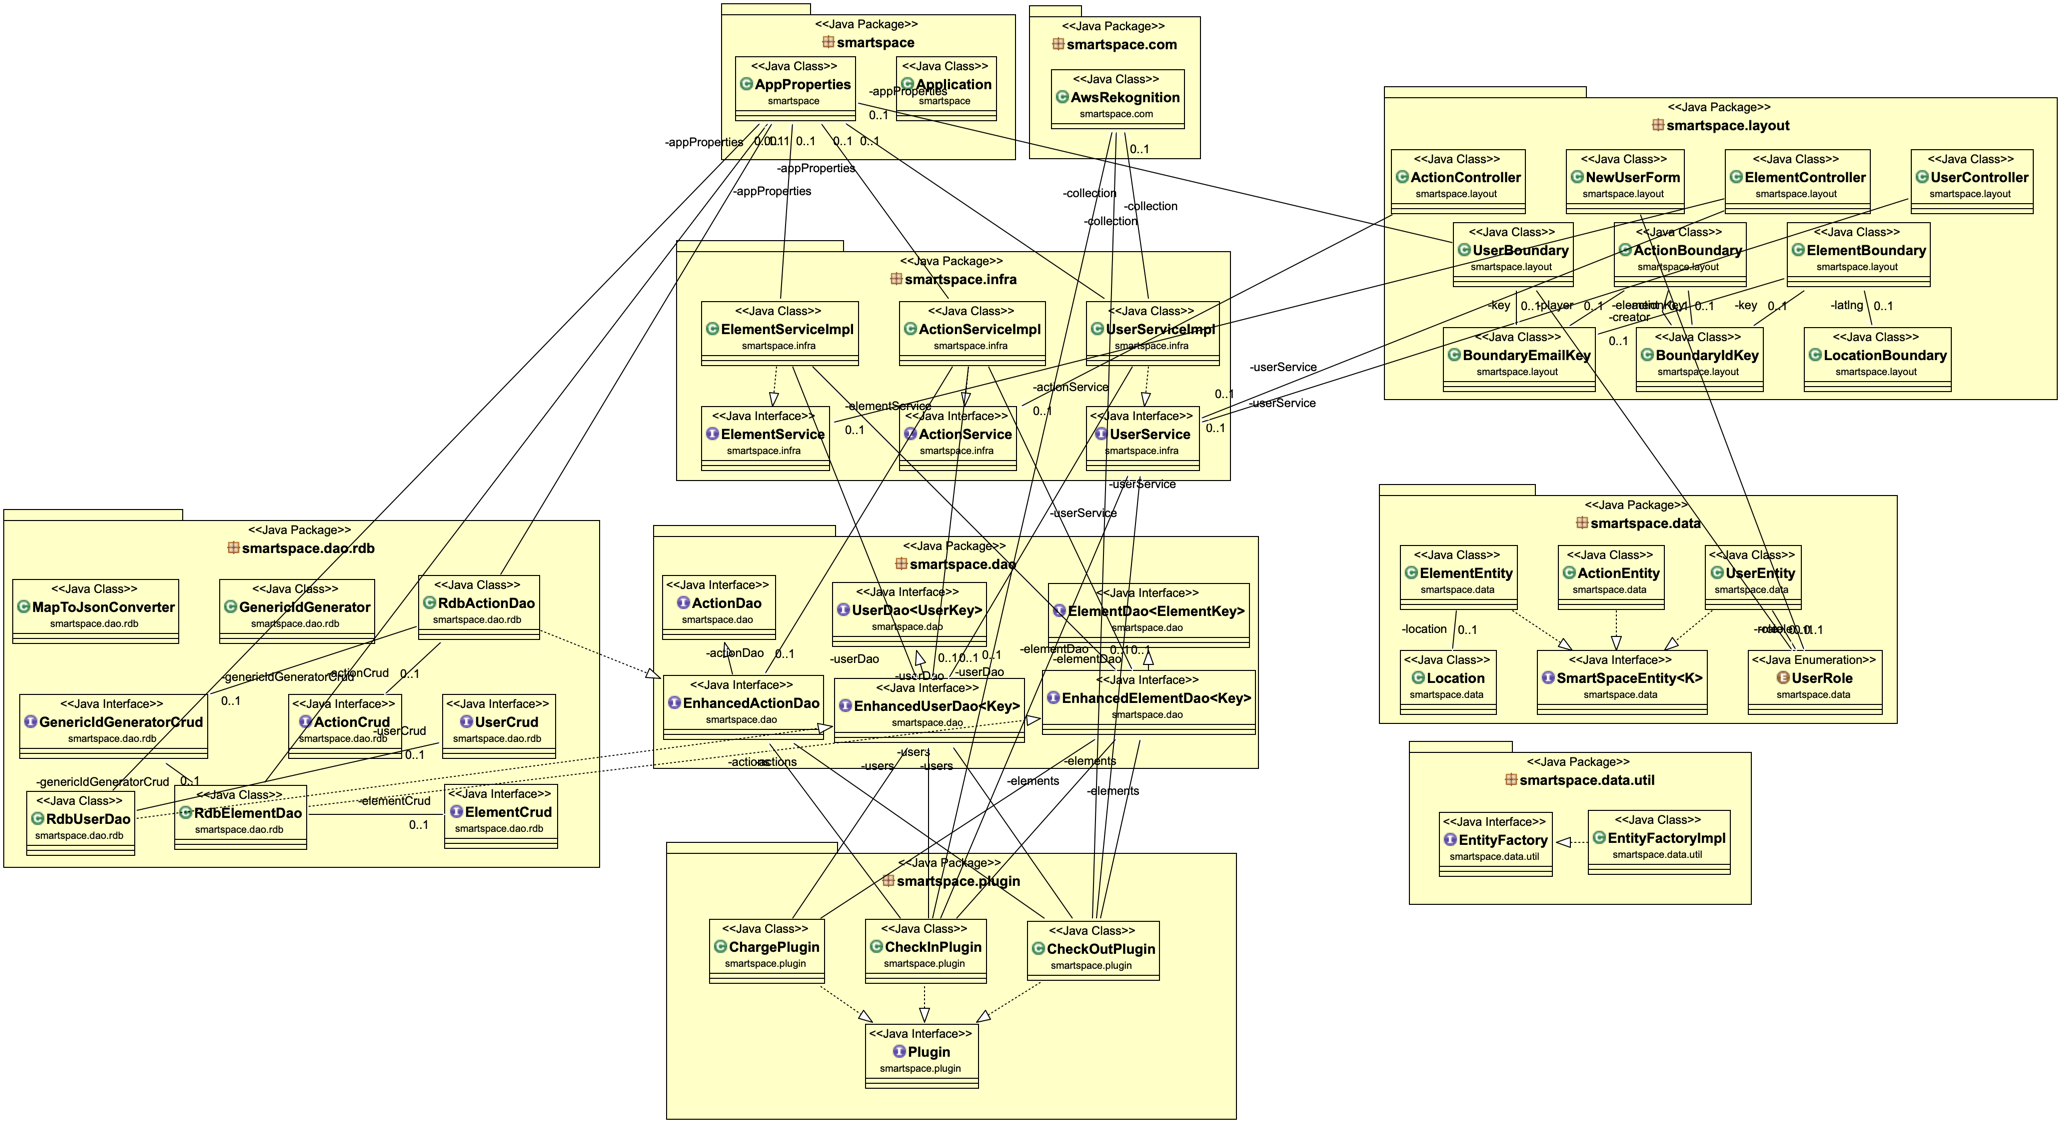 <<Java Package>>
smartspace
<<Java Class>>
AppProperties
smartspace
<<Java Class>>
Application
smartspace
-appProperties
0..1
<<Java Package>>
smartspace.com
<<Java Class>>
AwsRekognition
smartspace.com
0..1
-appProperties
0..1
0..1
0..1
0..1
-appProperties
-appProperties
-collection
-collection
-collection
<<Java Package>>
smartspace.layout
<<Java Class>>
ActionController
smartspace.layout
<<Java Class>>
NewUserForm
smartspace.layout
<<Java Class>>
ElementController
smartspace.layout
<<Java Class>>
UserController
smartspace.layout
<<Java Class>>
UserBoundary
smartspace.layout
<<Java Class>>
ActionBoundary
smartspace.layout
<<Java Class>>
ElementBoundary
smartspace.layout
-key
0..1
-player
0..1
-elementKey
-actionKey
0..1
0..1
-key
0..1
-latlng
0..1
-creator
0..1
<<Java Class>>
BoundaryEmailKey
smartspace.layout
<<Java Class>>
BoundaryIdKey
smartspace.layout
<<Java Class>>
LocationBoundary
smartspace.layout
<<Java Package>>
smartspace.infra
<<Java Class>>
ElementServiceImpl
smartspace.infra
<<Java Class>>
ActionServiceImpl
smartspace.infra
<<Java Class>>
UserServiceImpl
smartspace.infra
-userService
0..1
-userService
0..1
-actionService
0..1
-elementService
0..1
<<Java Interface>>
ElementService
smartspace.infra
<<Java Interface>>
ActionService
smartspace.infra
<<Java Interface>>
UserService
smartspace.infra
-userService
-userService
<<Java Package>>
smartspace.dao.rdb
<<Java Class>>
MapToJsonConverter
smartspace.dao.rdb
<<Java Class>>
GenericIdGenerator
smartspace.dao.rdb
<<Java Class>>
RdbActionDao
smartspace.dao.rdb
-genericIdGeneratorCrud
0..1
-actionCrud
0..1
<<Java Interface>>
GenericIdGeneratorCrud
smartspace.dao.rdb
<<Java Interface>>
ActionCrud
smartspace.dao.rdb
<<Java Interface>>
UserCrud
smartspace.dao.rdb
-userCrud
0..1
-genericIdGeneratorCrud
0..1
<<Java Class>>
RdbUserDao
smartspace.dao.rdb
<<Java Class>>
RdbElementDao
smartspace.dao.rdb
-elementCrud
0..1
<<Java Interface>>
ElementCrud
smartspace.dao.rdb
<<Java Package>>
smartspace.dao
<<Java Interface>>
ActionDao
smartspace.dao
<<Java Interface>>
UserDao<UserKey>
smartspace.dao
<<Java Interface>>
ElementDao<ElementKey>
smartspace.dao
-actionDao
0..1
-userDao
-userDao
-userDao
0..1
0..1
0..1
-elementDao
-elementDao
0..1
0..1
<<Java Interface>>
EnhancedActionDao
smartspace.dao
<<Java Interface>>
EnhancedUserDao<Key>
smartspace.dao
<<Java Interface>>
EnhancedElementDao<Key>
smartspace.dao
-actions
-actions
-users
-users
-users
-elements
-elements
-elements
<<Java Package>>
smartspace.plugin
<<Java Class>>
ChargePlugin
smartspace.plugin
<<Java Class>>
CheckInPlugin
smartspace.plugin
<<Java Class>>
CheckOutPlugin
smartspace.plugin
<<Java Interface>>
Plugin
smartspace.plugin
<<Java Package>>
smartspace.data
<<Java Class>>
ElementEntity
smartspace.data
<<Java Class>>
ActionEntity
smartspace.data
<<Java Class>>
UserEntity
smartspace.data
-location
0..1
-role
0..1
<<Java Class>>
Location
smartspace.data
<<Java Interface>>
SmartSpaceEntity<K>
smartspace.data
<<Java Enumeration>>
UserRole
smartspace.data
<<Java Package>>
smartspace.data.util
<<Java Interface>>
EntityFactory
smartspace.data.util
<<Java Class>>
EntityFactoryImpl
smartspace.data.util